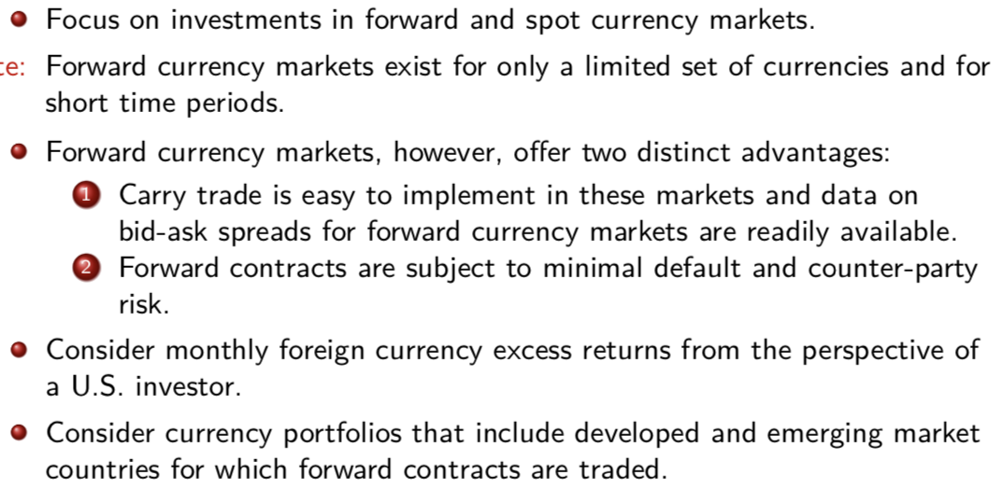 Focus on investments in forward and spot currency markets.
te: Forward currency markets exist for only a limited set of currencies and for
short time periods.
Forward currency markets, however, offer two distinct advantages:
1 Carry trade is easy to implement in these markets and data on
bid-ask spreads for forward currency markets are readily available.
2 Forward contracts are subject to minimal default and counter-party
risk.
Consider monthly foreign currency excess returns from the perspective of
a U.S. investor.
Consider currency portfolios that include developed and emerging market
countries for which forward contracts are traded.